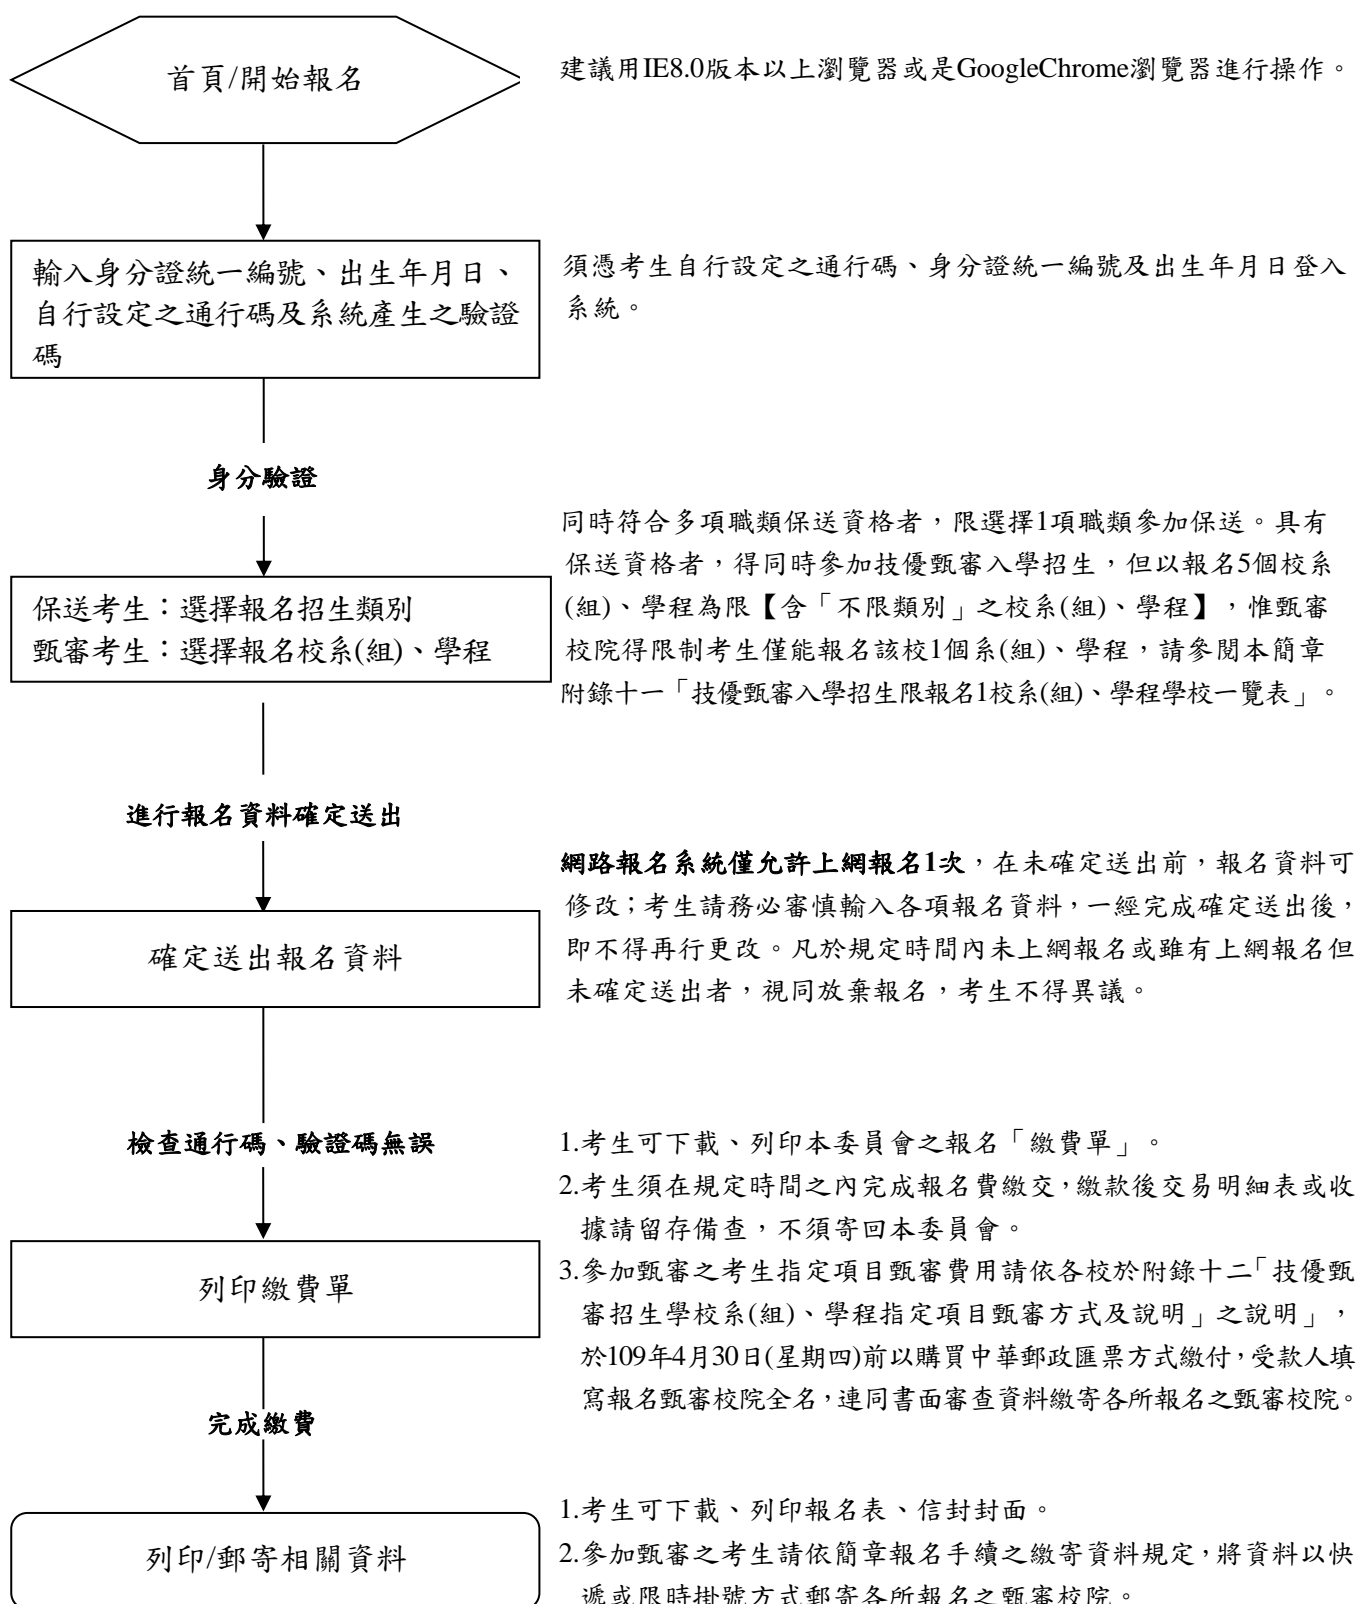 首頁/開始報名
建議用IE8.0版本以上瀏覽器或是GoogleChrome瀏覽器進行操作。
輸入身分證統一編號、出生年月日、
自行設定之通行碼及系統產生之驗證
碼
須憑考生自行設定之通行碼、身分證統一編號及出生年月日登入
系統。
身分驗證
保送考生：選擇報名招生類別
甄審考生：選擇報名校系(組)、學程
同時符合多項職類保送資格者，限選擇1項職類參加保送。具有
保送資格者，得同時參加技優甄審入學招生，但以報名5個校系
(組)、學程為限【含「不限類別」之校系(組)、學程】，惟甄審
校院得限制考生僅能報名該校1個系(組)、學程，請參閱本簡章
附錄十一「技優甄審入學招生限報名1校系(組)、學程學校一覽表」。
進行報名資料確定送出
確定送出報名資料
網路報名系統僅允許上網報名1次，在未確定送出前，報名資料可
修改；考生請務必審慎輸入各項報名資料，一經完成確定送出後，
即不得再行更改。凡於規定時間內未上網報名或雖有上網報名但
未確定送出者，視同放棄報名，考生不得異議。
檢查通行碼、驗證碼無誤
列印繳費單
1.考生可下載、列印本委員會之報名「繳費單」。
2.考生須在規定時間之內完成報名費繳交，繳款後交易明細表或收
據請留存備查，不須寄回本委員會。
3.參加甄審之考生指定項目甄審費用請依各校於附錄十二「技優甄
審招生學校系(組)、學程指定項目甄審方式及說明」之說明」，
於109年4月30日(星期四)前以購買中華郵政匯票方式繳付，受款人填
寫報名甄審校院全名，連同書面審查資料繳寄各所報名之甄審校院。
完成繳費
列印/郵寄相關資料
1.考生可下載、列印報名表、信封封面。
2.參加甄審之考生請依簡章報名手續之繳寄資料規定，將資料以快
遞或限時掛號方式郵寄各所報名之甄審校院。